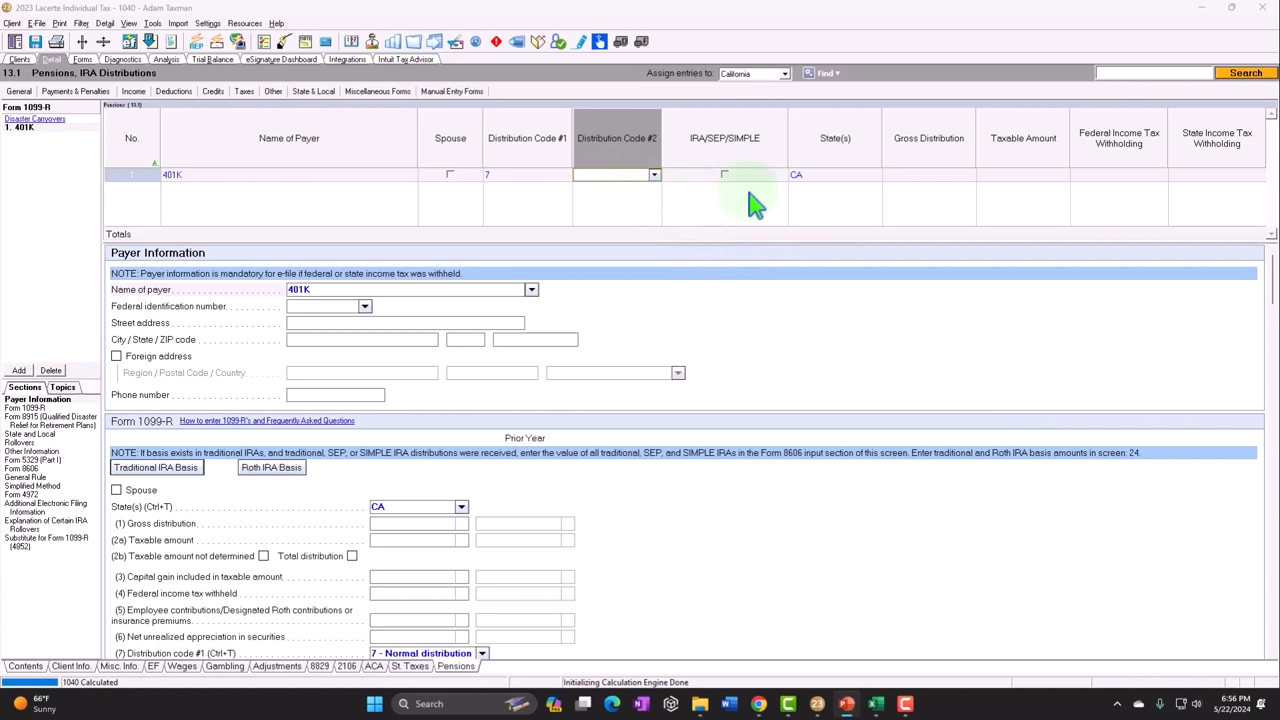 2023 Lacerte Individual Tax - 1040 - Adam Taxman
Client E-File Print Filter Detail View Tools Import Settings Resources Help
Clients Detail Forms Diagnostics Analysis Trial Balance eSignature Dashboard Integrations Intuit Tax Advisor
13.1 Pensions, IRA Distributions Assign entries to: California Find Search
General Payments & Penalties Income Deductions Credits Taxes Other State & Local Miscellaneous Forms Manual Entry Forms
Form 1099-R
Disaster Carryovers
1. 401K
Pensions (13.1)
No. Name of Payer Spouse Distribution Code #1 Distribution Code #2 IRA/SEP/SIMPLE State(s) Gross Distribution Taxable Amount Federal Income Tax Withholding State Income Tax Withholding
1 401K 7 CA
Totals
Payer Information
NOTE: Payer information is mandatory for e-file if federal or state income tax was withheld.
Name of payer 401K
Federal identification number
Street address
City / State / ZIP code
Foreign address
Region / Postal Code / Country
Phone number
Add Delete
Sections Topics
Payer Information
Form 1099-R
Form 8915 (Qualified Disaster
Relief for Retirement Plans)
State and Local
Rollovers
Other Information
Form 5329 (Part I)
Form 8606
General Rule
Simplified Method
Form 4972
Additional Electronic Filing
Information
Explanation of Certain IRA
Rollovers
Substitute for Form 1099-R
(4852)
Form 1099-R How to enter 1099-R's and Frequently Asked Questions
Prior Year
NOTE: If basis exists in traditional IRAs, and traditional, SEP, or SIMPLE IRA distributions were received, enter the value of all traditional, SEP, and SIMPLE IRAs in the Form 8606 input section of this screen. Enter traditional and Roth IRA basis amounts in screen: 24.
Traditional IRA Basis Roth IRA Basis
Spouse
State(s) (Ctrl+T) CA
(1) Gross distribution
(2a) Taxable amount
(2b) Taxable amount not determined Total distribution
(3) Capital gain included in taxable amount
(4) Federal income tax withheld
(5) Employee contributions/Designated Roth contributions or
insurance premiums
(6) Net unrealized appreciation in securities
(7) Distribution code #1 (Ctrl+T) 7 - Normal distribution
Contents Client Info. Misc. Info. EF Wages Gambling Adjustments 8829 2106 ACA St. Taxes Pensions
1040 Calculated Initializing Calculation Engine Done
66°F
Sunny
Search
6:56 PM
5/22/2024